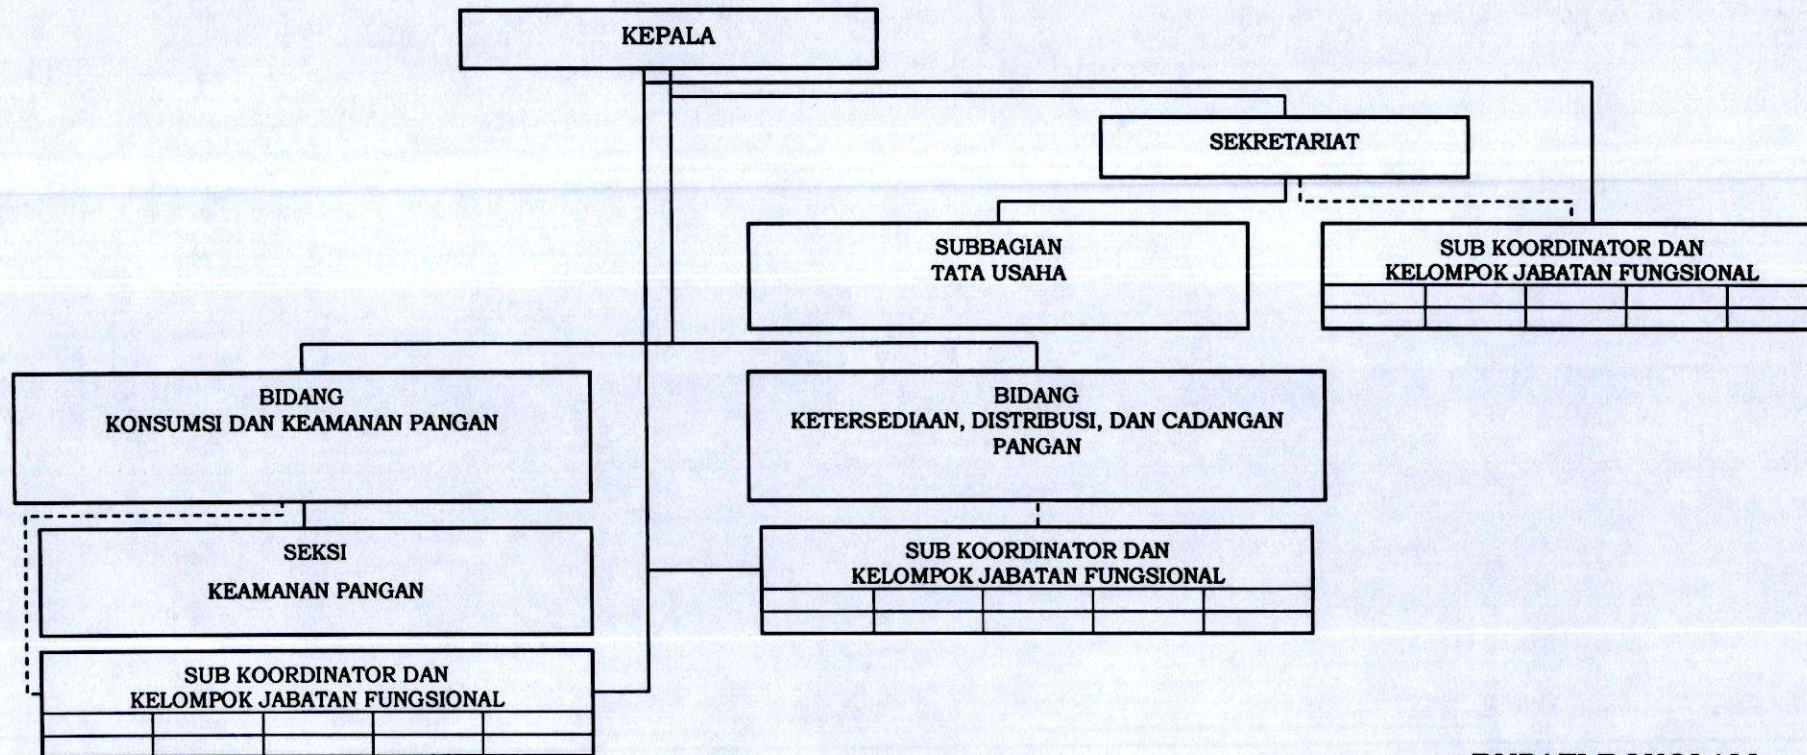 KEPALA
SEKRETARIAT
SUBBAGIAN
TATA USAHA
SUB KOORDINATOR DAN
KELOMPOK JABATAN FUNGSIONAL
BIDANG
KONSUMSI DAN KEAMANAN PANGAN
BIDANG
KETERSEDIAAN, DISTRIBUSI, DAN CADANGAN
PANGAN
SEKSI
KEAMANAN PANGAN
SUB KOORDINATOR DAN
KELOMPOK JABATAN FUNGSIONAL
SUB KOORDINATOR DAN
KELOMPOK JABATAN FUNGSIONAL